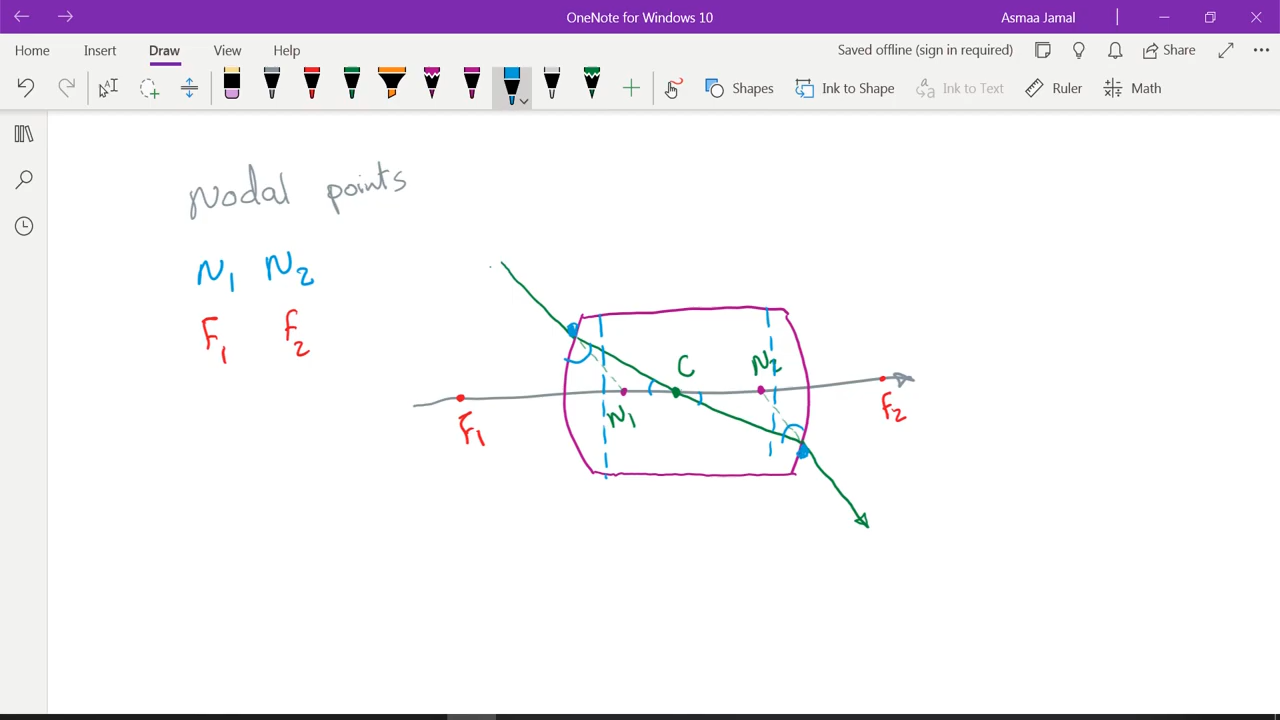 OneNote for Windows 10
Asmaa Jamal
Home Insert Draw View Help
Saved offline (sign in required)
Share
Shapes
Ink to Shape
Ink to Text
Ruler
Math
Nodal points
N1 N2
F1 F2
C
N2
N1
F1
F2